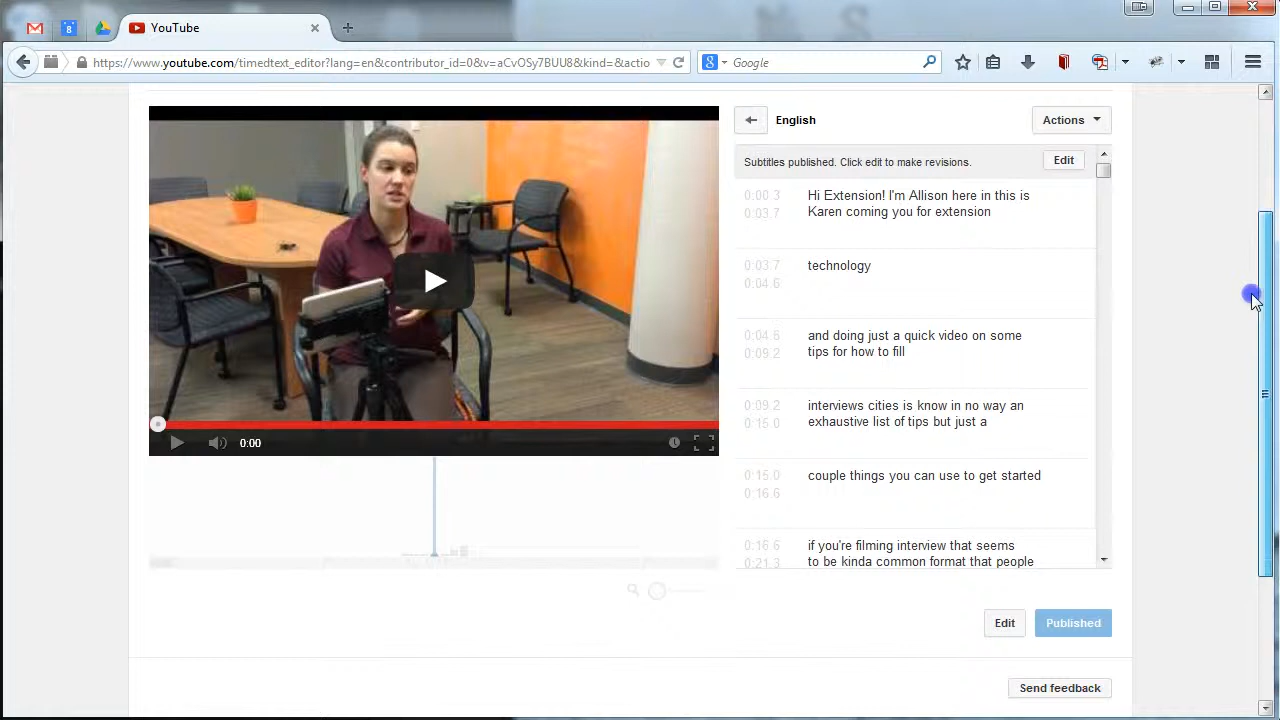 YouTube
https://www.youtube.com/timedtext_editor?lang=en&contributor_id=0&v=aCvOSy7BUU8&kind=&actio
8 Google
English
Actions
Subtitles published. Click edit to make revisions.
Edit
0:00.3 Hi Extension! I'm Allison here in this is
0:03.7 Karen coming you for extension
0:03.7 technology
0:04.6
0:04.6 and doing just a quick video on some
0:09.2 tips for how to fill
0:09.2 interviews cities is know in no way an
0:15.0 exhaustive list of tips but just a
0:15.0 couple things you can use to get started
0:16.6
0:16.6 if you're filming interview that seems
0:21.3 to be kinda common format that people
0:00
Edit
Published
Send feedback